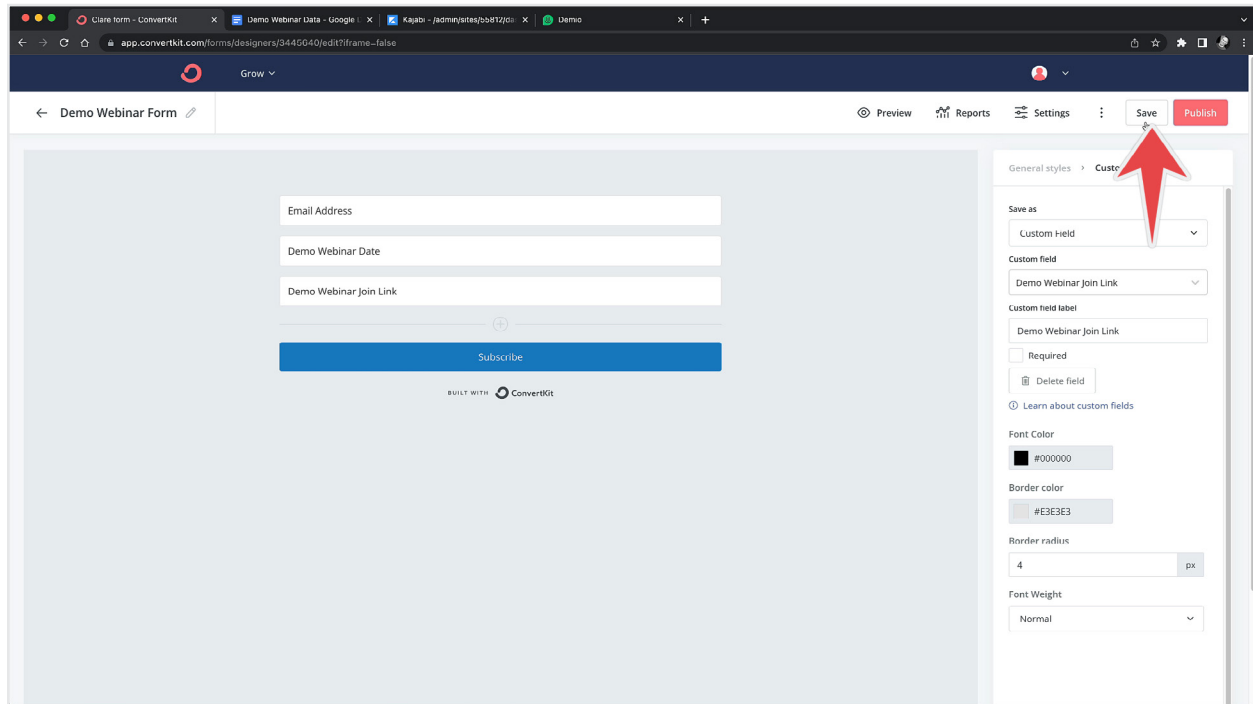 Clare form - ConvertKit
Demo Webinar Data - Google
Kajabi - /admin/sites/55812/da
Demio
app.convertkit.com/forms/designers/3445040/edit?iframe=false
Grow
Demo Webinar Form
Preview
Reports
Settings
Save
Publish
General styles
Email Address
Demo Webinar Date
Demo Webinar Join Link
Subscribe
BUILT WITH ConvertKit
Save as
Custom Field
Custom field
Demo Webinar Join Link
Custom field label
Demo Webinar Join Link
Required
Delete field
Learn about custom fields
Font Color
#000000
Border color
#E3E3E3
Border radius
4 px
Font Weight
Normal